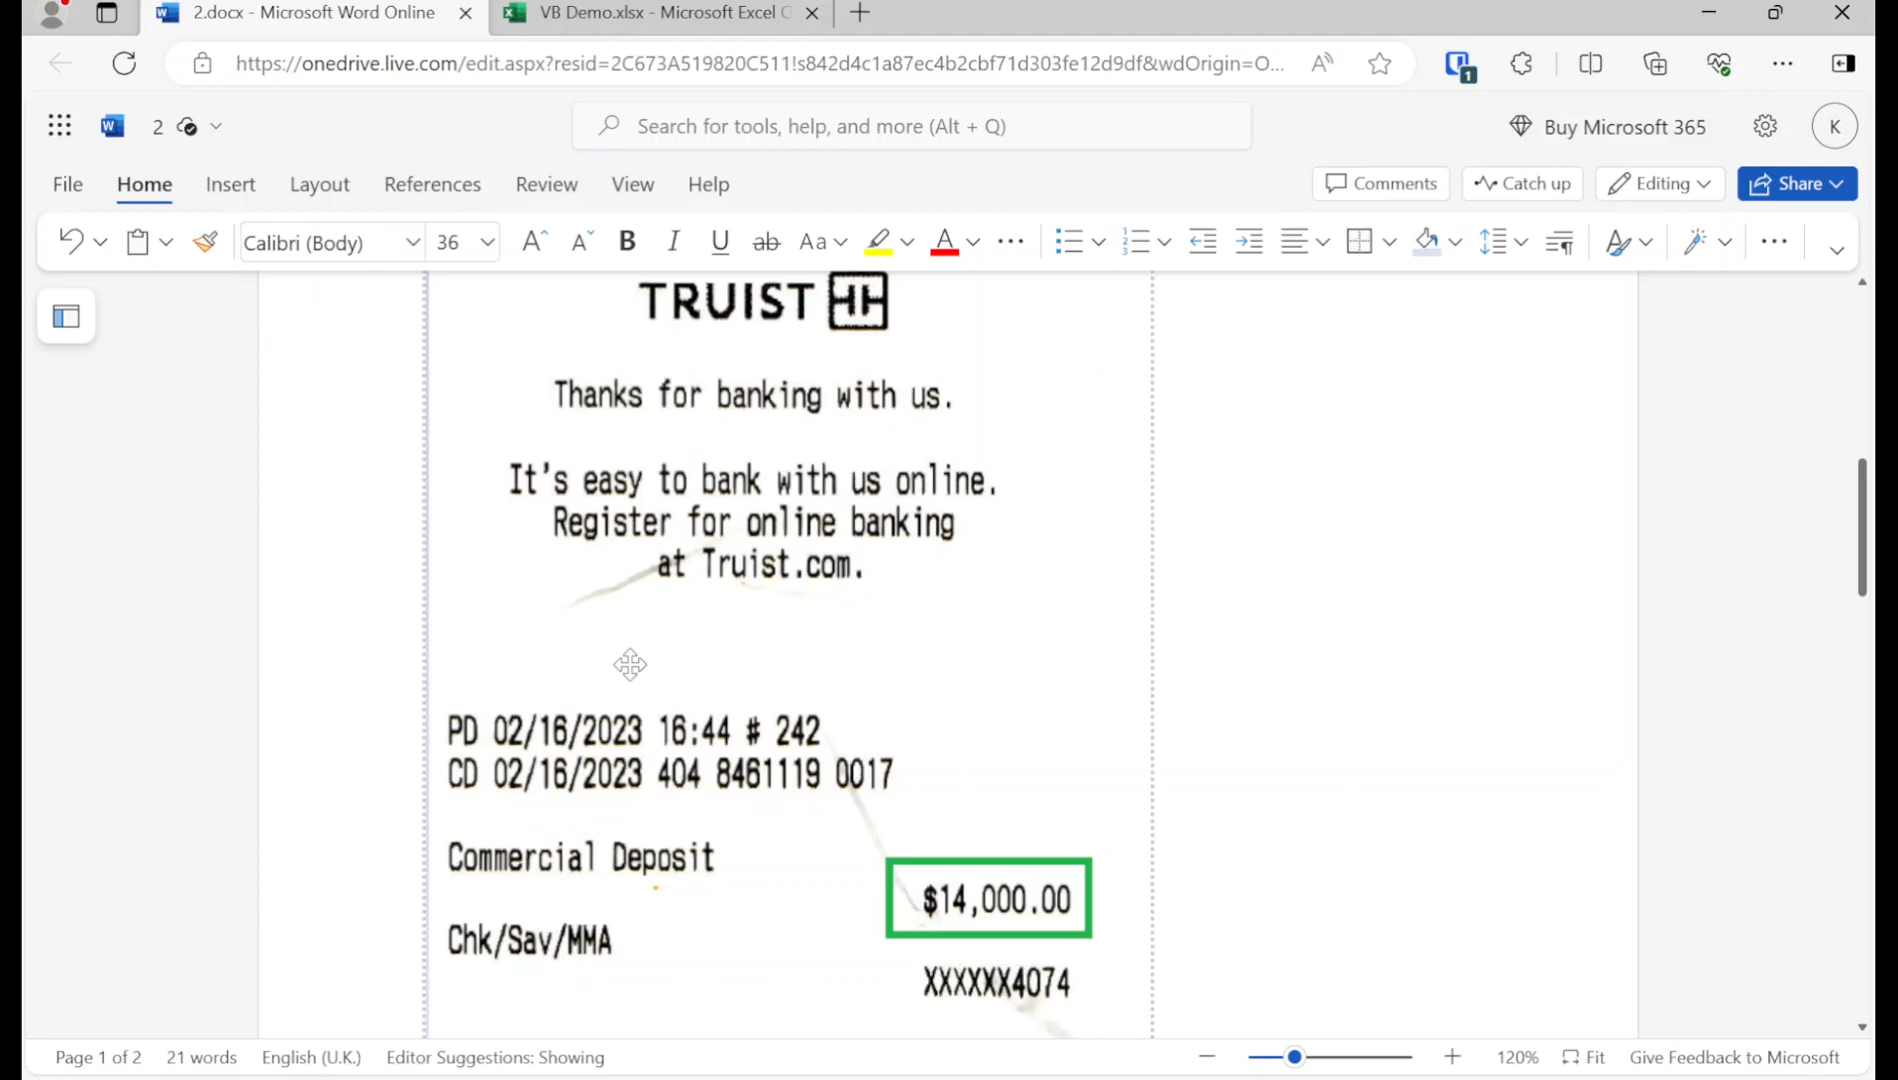 2.docx - Microsoft Word Online
VB Demo.xlsx - Microsoft Excel O
https://onedrive.live.com/edit.aspx?resid=2C673A519820C511!s842d4c1a87ec4b2cbf71d303fe12d9df&wdOrigin=O...
1
2
Search for tools, help, and more (Alt + Q)
Buy Microsoft 365
K
File Home Insert Layout References Review View Help
Comments Catch up Editing Share
Calibri (Body) 36
TRUIST
Thanks for banking with us.
It's easy to bank with us online.
Register for online banking
at Truist.com.
PD 02/16/2023 16:44 # 242
CD 02/16/2023 404 8461119 0017
Commercial Deposit
$14,000.00
Chk/Sav/MMA
XXXXXX4074
Page 1 of 2 21 words English (U.K.) Editor Suggestions: Showing 120% Fit Give Feedback to Microsoft